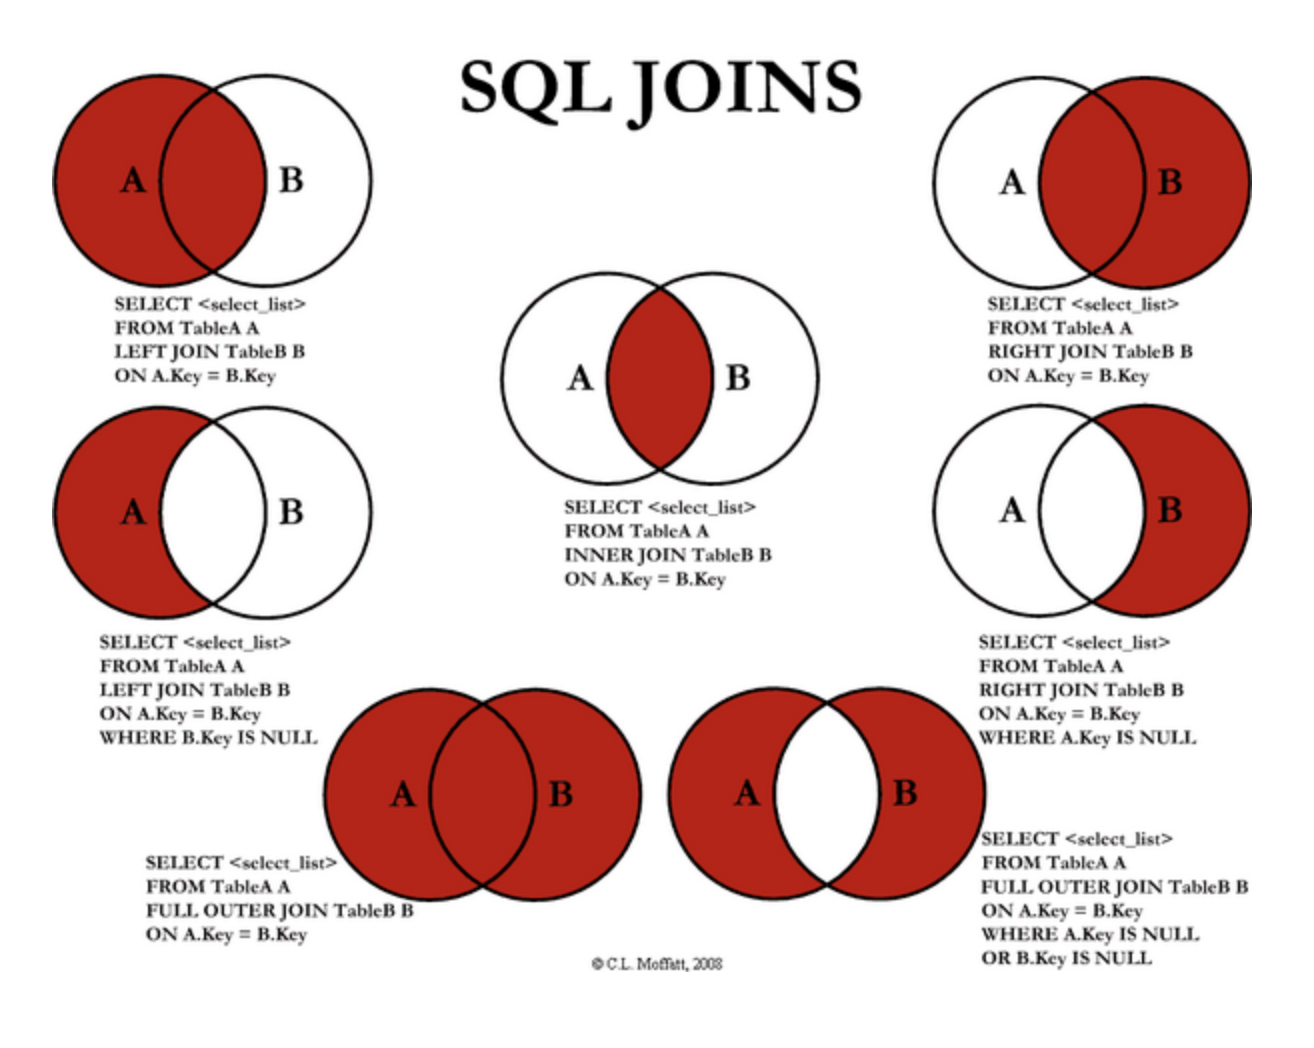 SQL JOINS
A
B
SELECT <select_list>
FROM TableA A
LEFT JOIN TableB B
ON A.Key = B.Key
A
B
SELECT <select_list>
FROM TableA A
RIGHT JOIN TableB B
ON A.Key = B.Key
A
B
SELECT <select_list>
FROM TableA A
INNER JOIN TableB B
ON A.Key = B.Key
A
B
SELECT <select_list>
FROM TableA A
LEFT JOIN TableB B
ON A.Key = B.Key
WHERE B.Key IS NULL
A
B
SELECT <select_list>
FROM TableA A
RIGHT JOIN TableB B
ON A.Key = B.Key
WHERE A.Key IS NULL
A
B
SELECT <select_list>
FROM TableA A
FULL OUTER JOIN TableB B
ON A.Key = B.Key
A
B
SELECT <select_list>
FROM TableA A
FULL OUTER JOIN TableB B
ON A.Key = B.Key
WHERE A.Key IS NULL
OR B.Key IS NULL
© C.L. Moffatt, 2008